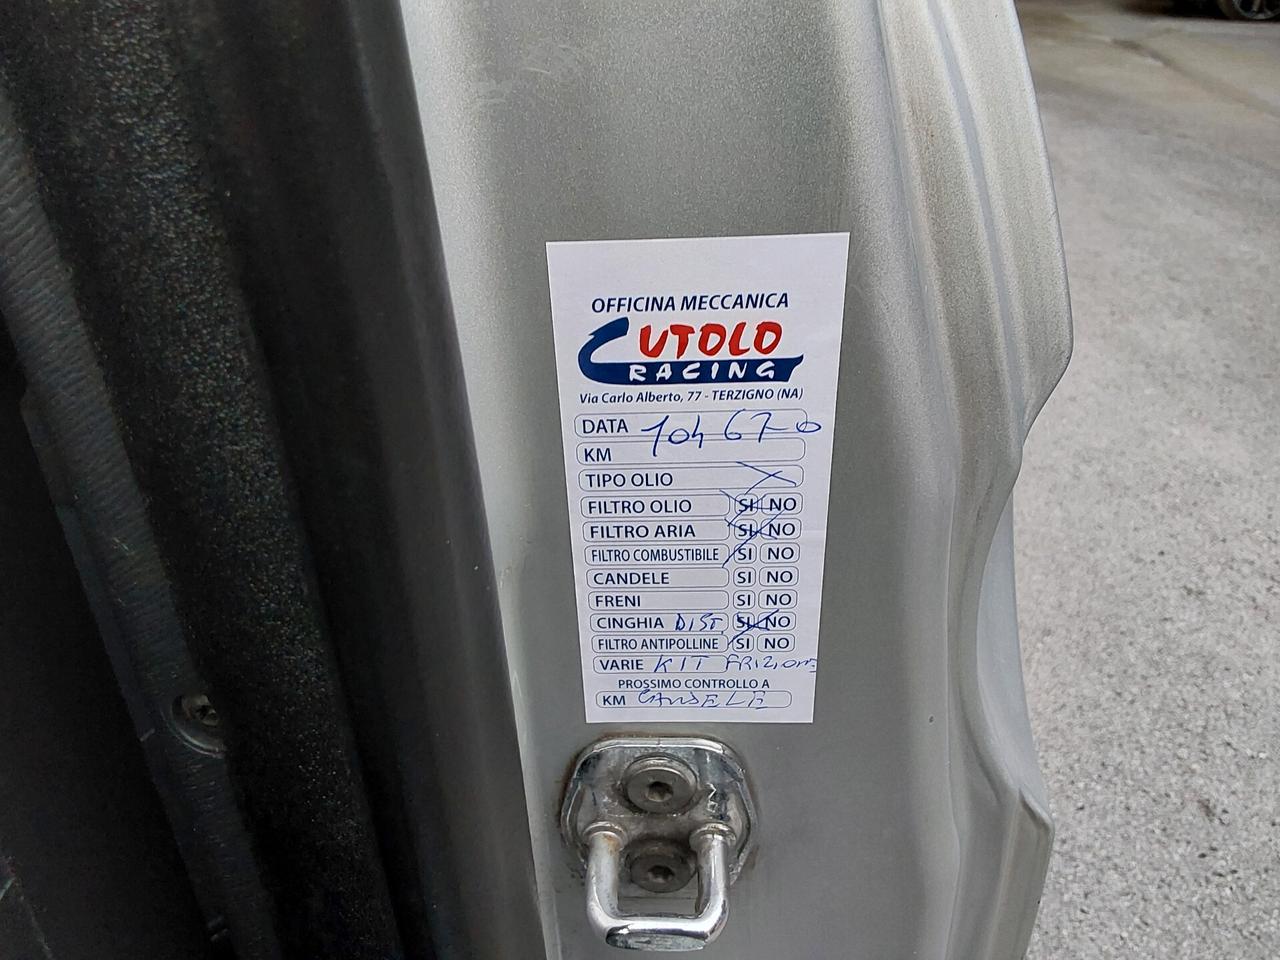 OFFICINA MECCANICA
CUTOLO
RACING
Via Carlo Alberto, 77 - TERZIGNO (NA)
DATA 104670
KM
TIPO OLIO
FILTRO OLIO SI NO
FILTRO ARIA SI NO
FILTRO COMBUSTIBILE SI NO
CANDELE SI NO
FRENI SI NO
CINGHIA DIST. SI NO
FILTRO ANTIPOLLINE SI NO
VARIE KIT FRIZIONE
PROSSIMO CONTROLLO A
KM CANDELE